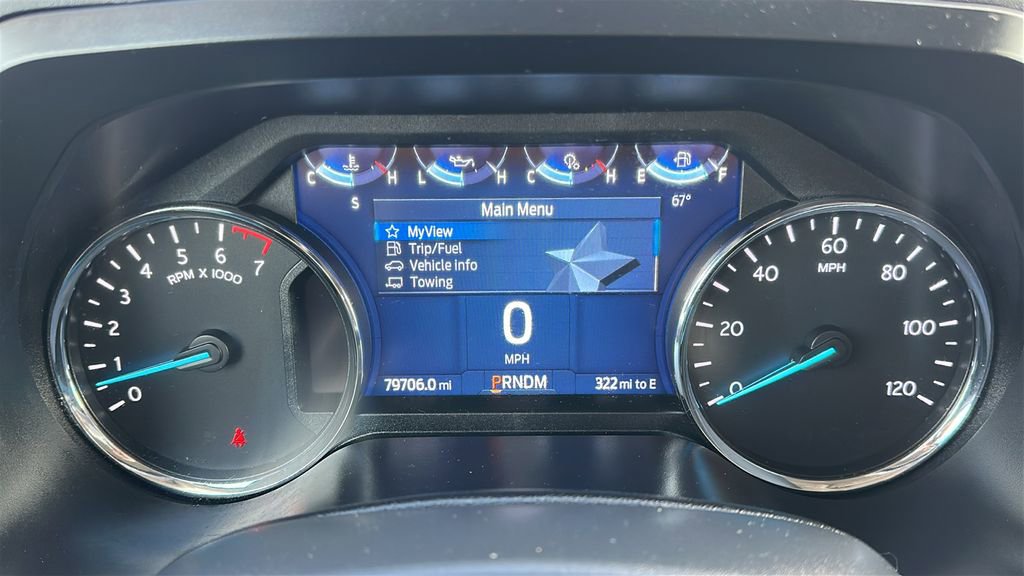 C H L H C H E F
S 67°
Main Menu
MyView
Trip/Fuel
Vehicle Info
Towing
0
MPH
79706.0 mi PRNDM 322 mi to E
0 1 2 3 4 5 6 7
RPM X 1000
0 20 40 60 80 100 120
MPH